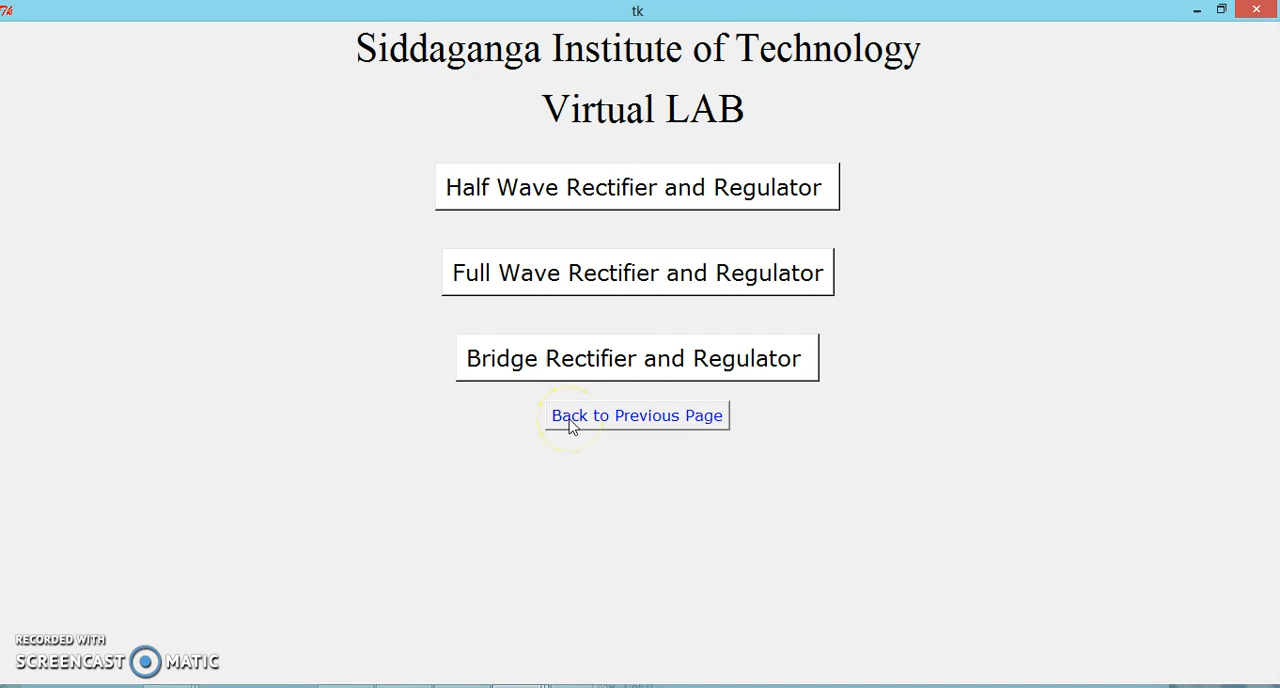 tk
Siddaganga Institute of Technology
Virtual LAB
Half Wave Rectifier and Regulator
Full Wave Rectifier and Regulator
Bridge Rectifier and Regulator
Back to Previous Page
RECORDED WITH
SCREENCAST MATIC